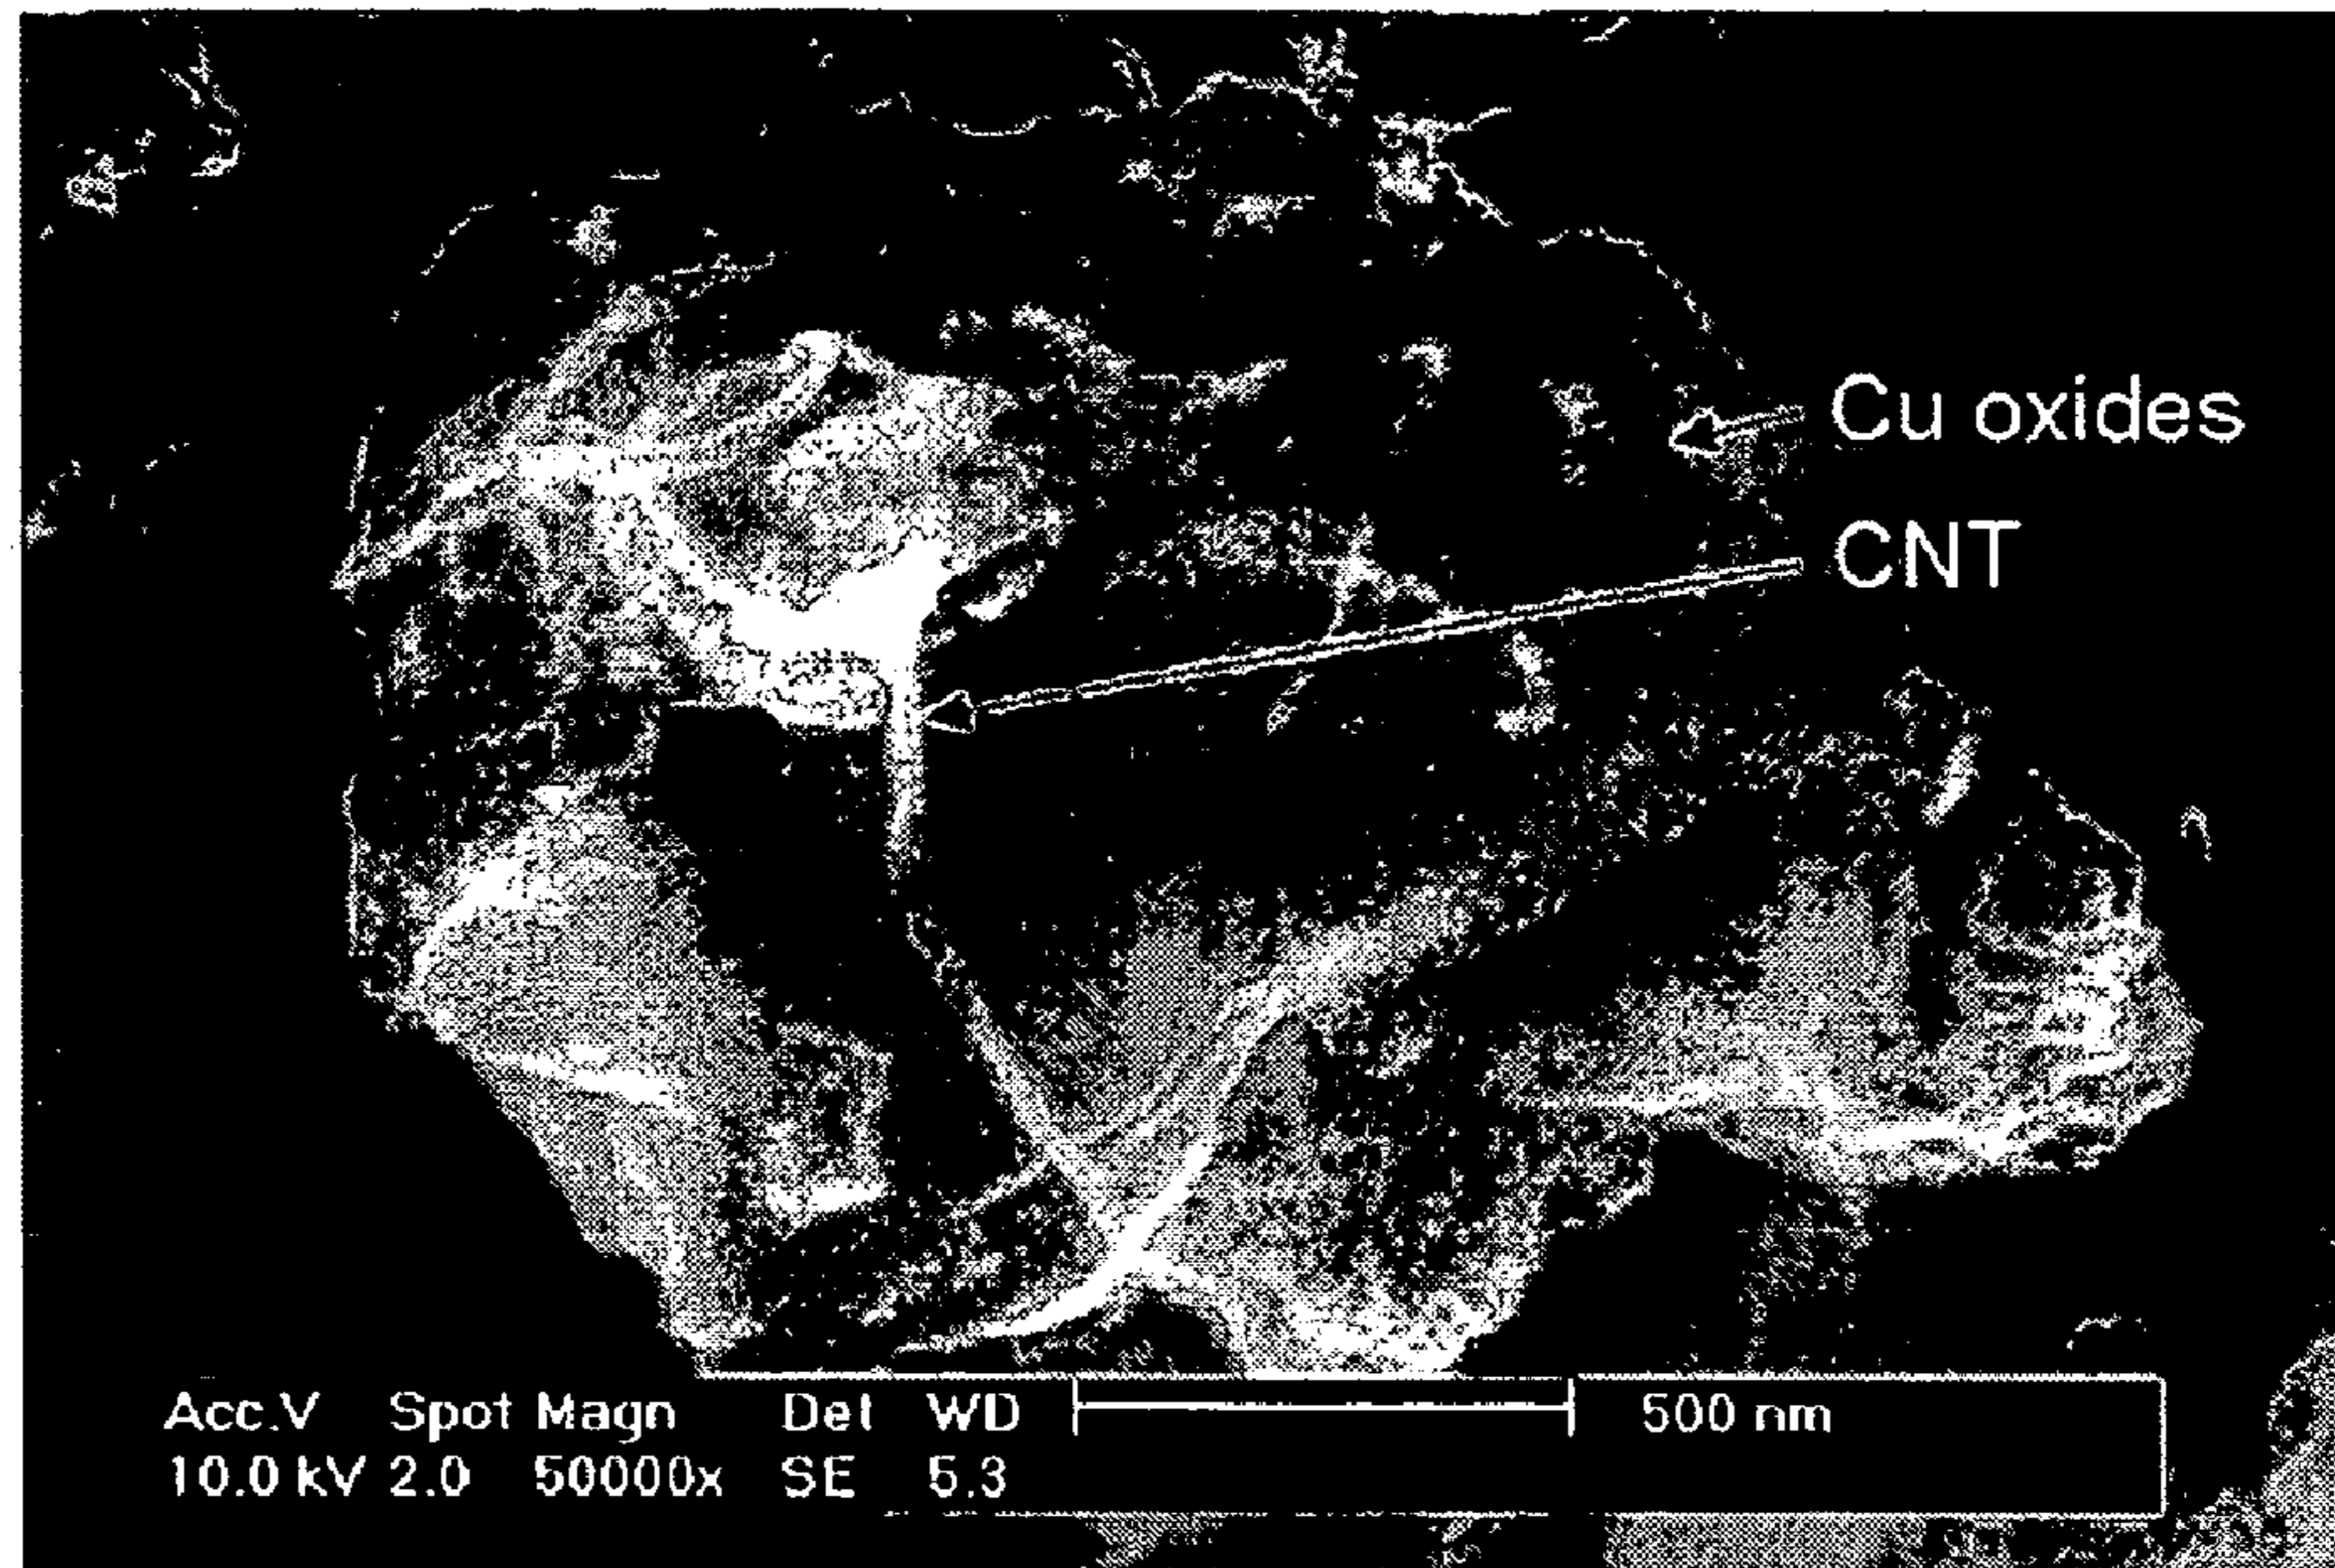 Cu oxides
CNT
Acc.V Spot Magn Det WD 500 nm
10.0 kV 2.0 50000x SE 5.3